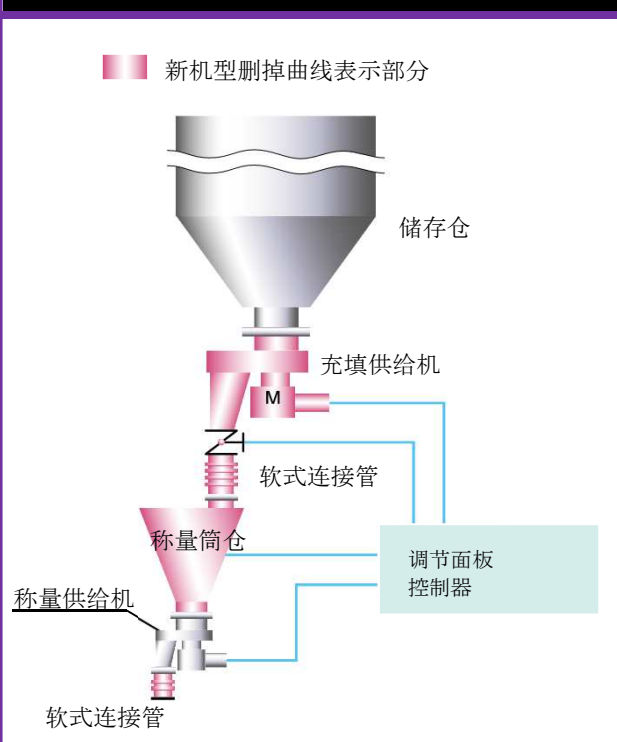 新机型删掉曲线表示部分
储存仓
充填供给机
M
软式连接管
称量筒仓
调节面板
控制器
称量供给机
软式连接管